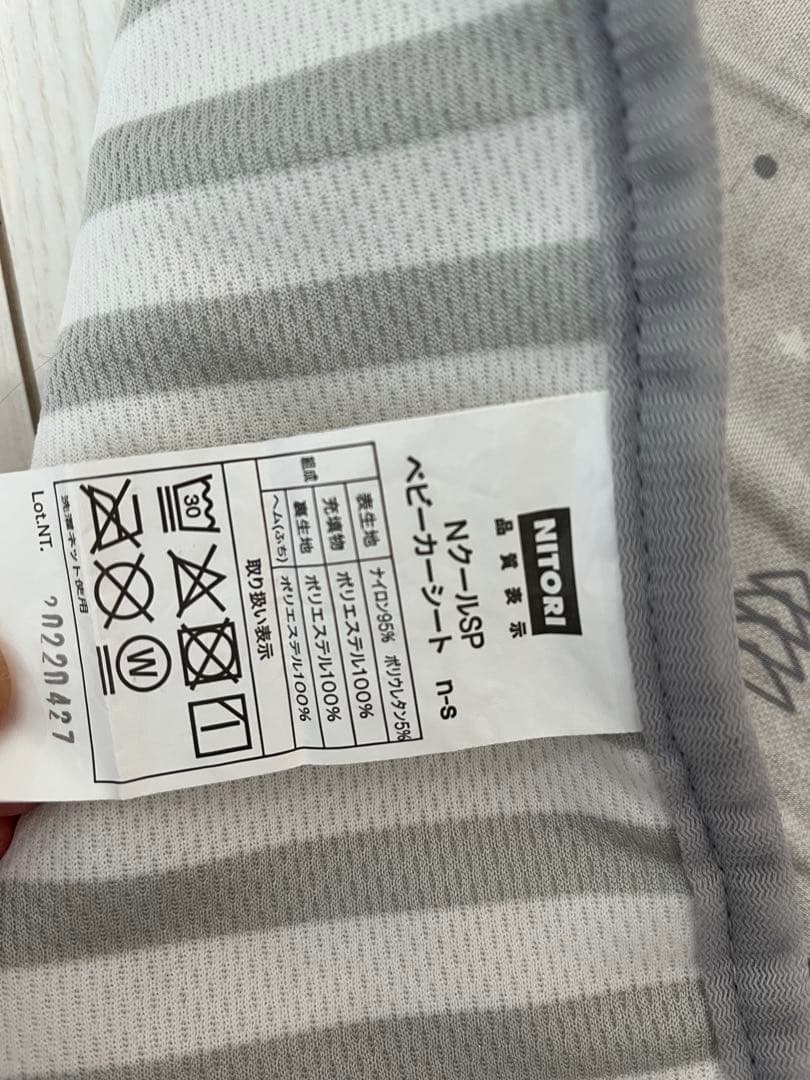 NITORI
品質表示
NクールSP
ベビーカーシート n-s
組成
表生地 ナイロン95% ポリウレタン5%
充填物 ポリエステル100%
裏生地 ポリエステル100%
ヘム(ふち) ポリエステル100%
取り扱い表示
30
W
洗濯ネット使用
Lot.NT. 20220427